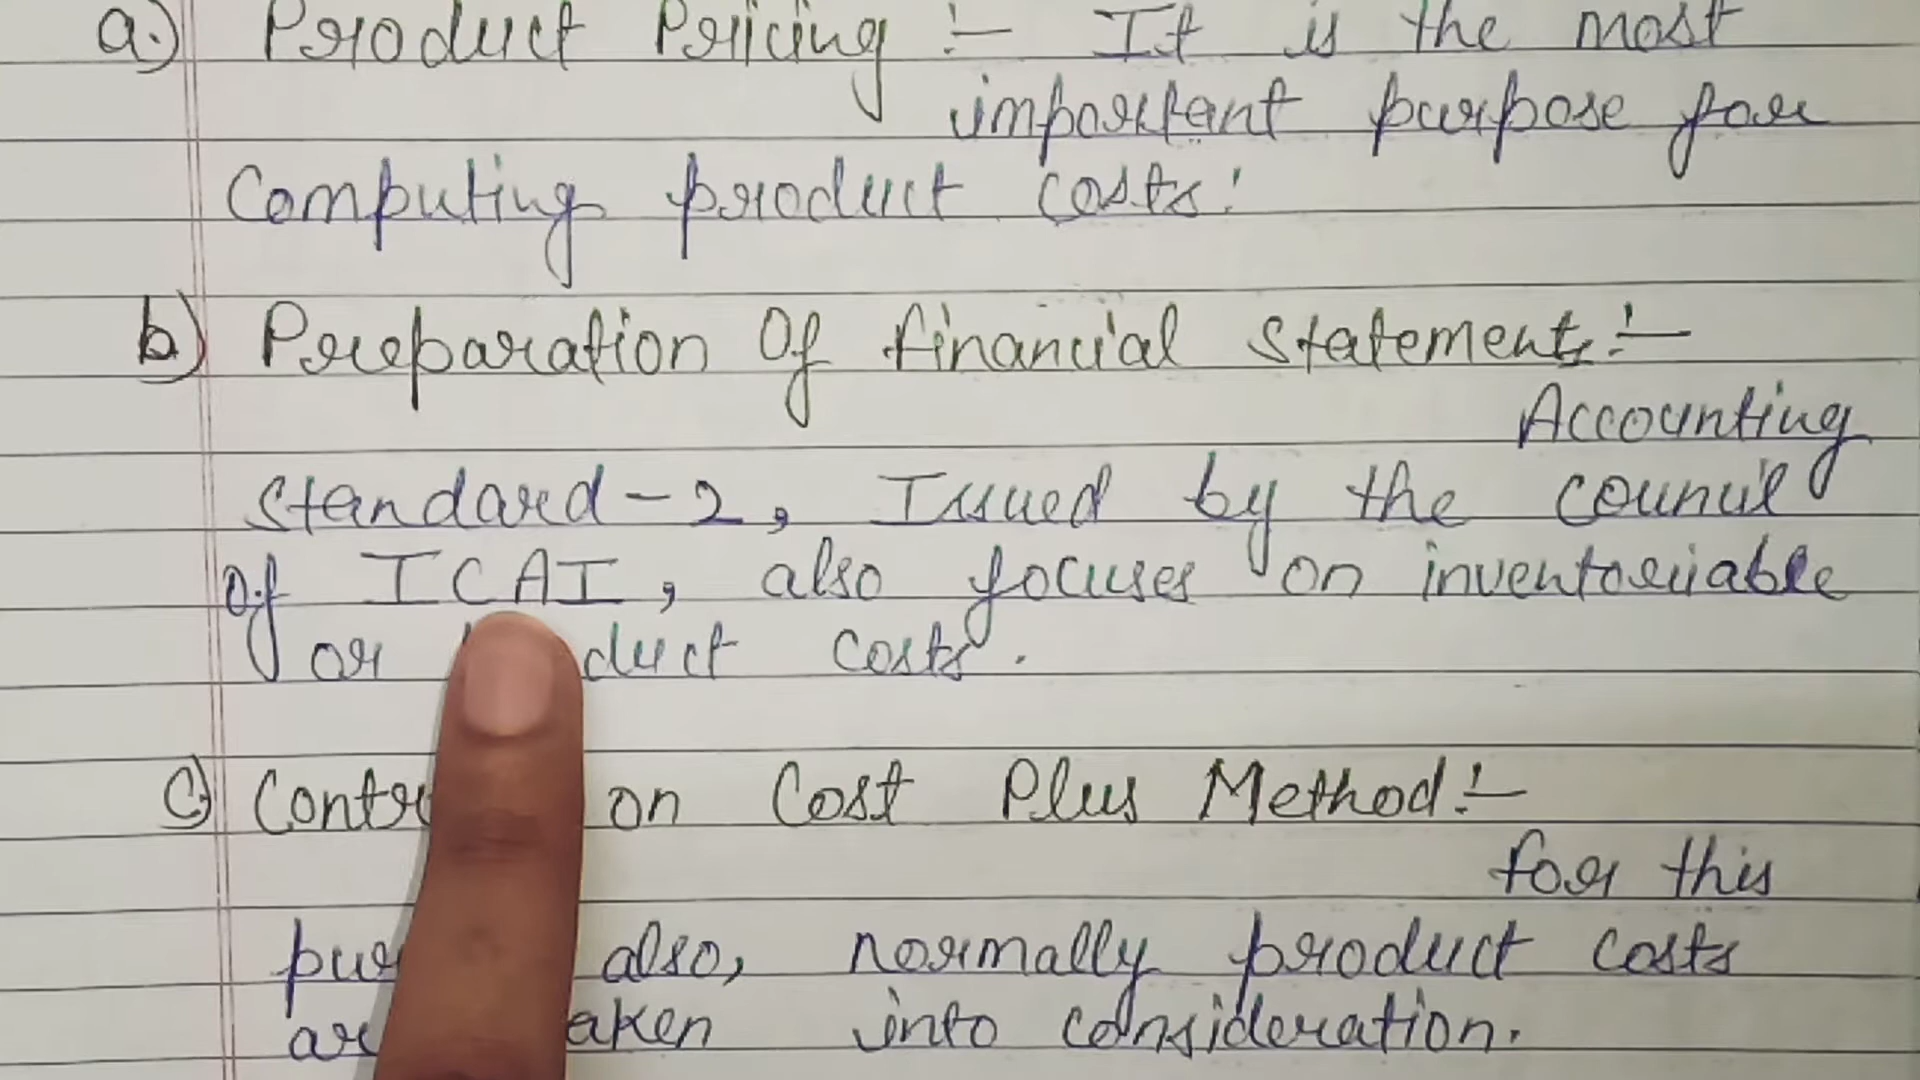 a.) Product Pricing :- It is the most
important purpose for
Computing product costs.
b.) Preparation Of financial Statements :-
Accounting
Standard - 2, Issued by the council
Of ICAI, also focuses on inventoriable
or duct costs.
c.) Contr on Cost Plus Method :-
for this
pur also, normally product costs
ar aken into consideration.